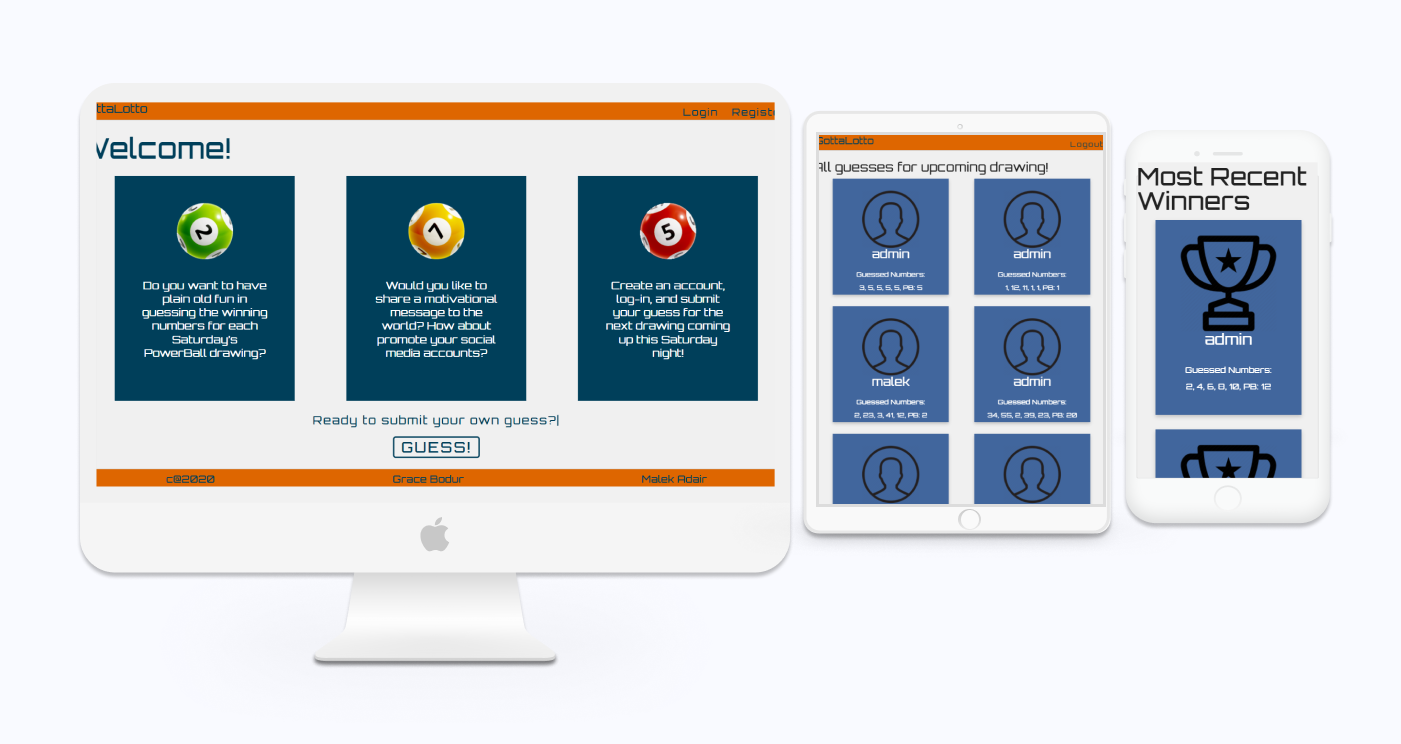 ttaLotto
Login Registe
Welcome!
2
7
5
Do you want to have
plain old fun in
guessing the winning
numbers for each
Saturday's
PowerBall drawing?
Would you like to
share a motivational
message to the
world? How about
promote your social
media accounts?
Create an account,
log-in, and submit
your guess for the
next drawing coming
up this Saturday
night!
Ready to submit your own guess?|
GUESS!
c@2020 Grace Bodur Malek Adair
GottaLotto
Logout
All guesses for upcoming drawing!
admin
Guessed Numbers:
3, 5, 5, 5, 5, PB: 5
admin
Guessed Numbers:
1, 12, 11, 1, 1, PB: 1
malek
Guessed Numbers:
2, 23, 3, 41, 12, PB: 2
admin
Guessed Numbers:
34, 55, 2, 39, 23, PB: 20
Most Recent
Winners
admin
Guessed Numbers:
2, 4, 6, 8, 10, PB: 12